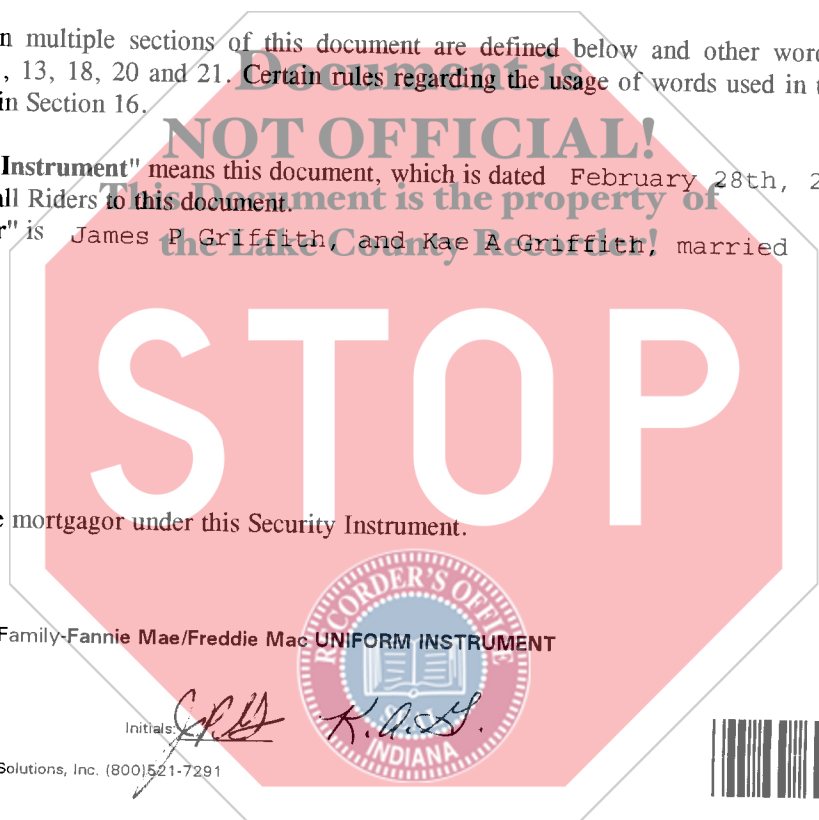 n multiple sections of this document are defined below and other word
, 13, 18, 20 and 21. Certain rules regarding the usage of words used in t
in Section 16.
Document is
NOT OFFICIAL!
This Document is the property of
the Lake County Recorder!
Instrument" means this document, which is dated February 28th, 2
all Riders to this document.
r" is James P Griffith, and Kae A Griffith, married
STOP
e mortgagor under this Security Instrument.
RECORDER'S OFFICE
SEAL
INDIANA
Family-Fannie Mae/Freddie Mac UNIFORM INSTRUMENT
Initials: J.P.G. K.A.G.
Solutions, Inc. (800)521-7291